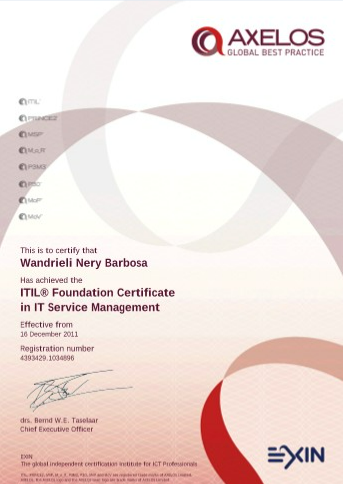 AXELOS
GLOBAL BEST PRACTICE
ITIL®
PRINCE2®
MSP®
M_o_R®
P3M3®
P3O®
MoP®
MoV®
This is to certify that
Wandrieli Nery Barbosa
Has achieved the
ITIL® Foundation Certificate
in IT Service Management
Effective from
16 December 2011
Registration number
4393429.1034896
drs. Bernd W.E. Taselaar
Chief Executive Officer
EXIN
EXIN
The global independent certification institute for ICT Professionals